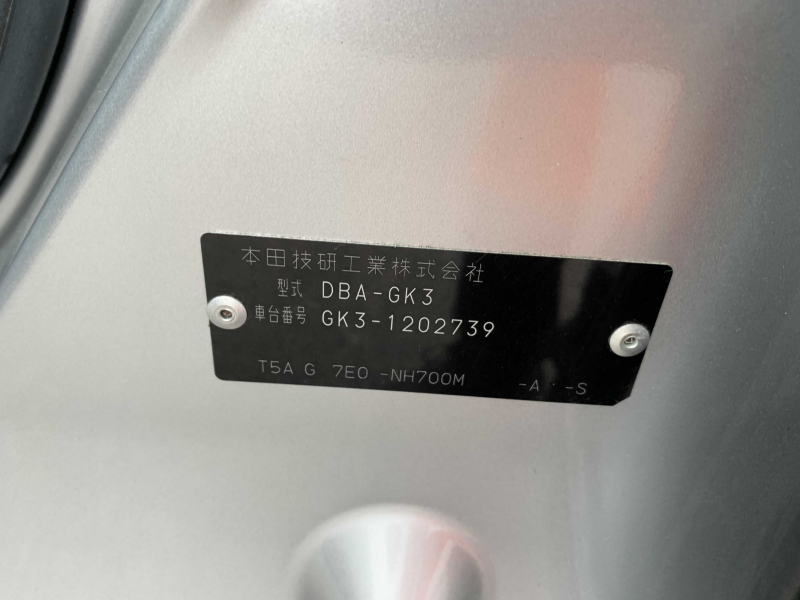 本田技研工業株式会社
型式 DBA-GK3
車台番号 GK3-1202739
T5A G 7E0 -NH700M -A -S